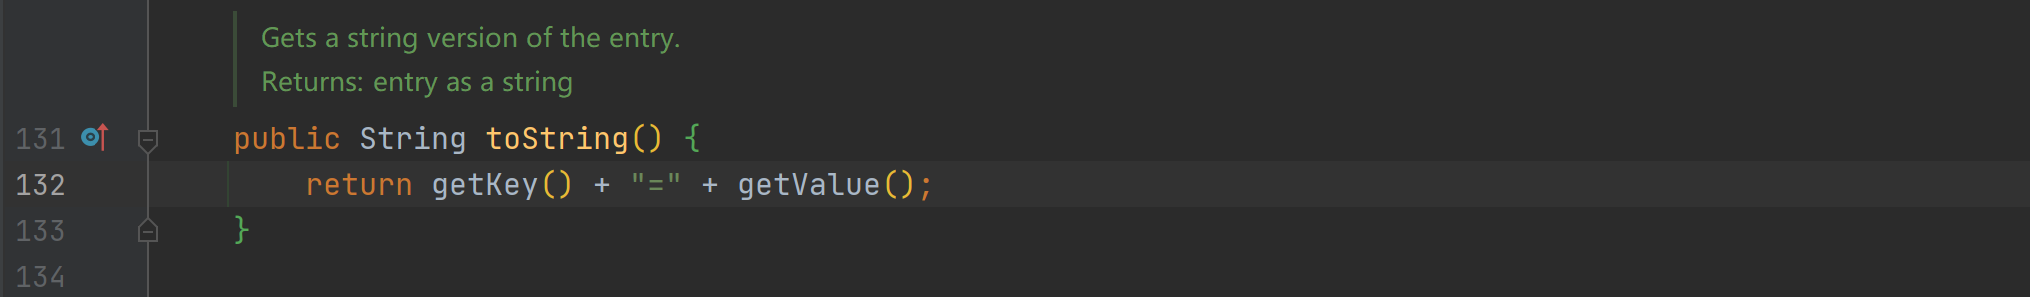 Gets a string version of the entry.
Returns: entry as a string
131 public String toString() {
132 return getKey() + "=" + getValue();
133 }
134